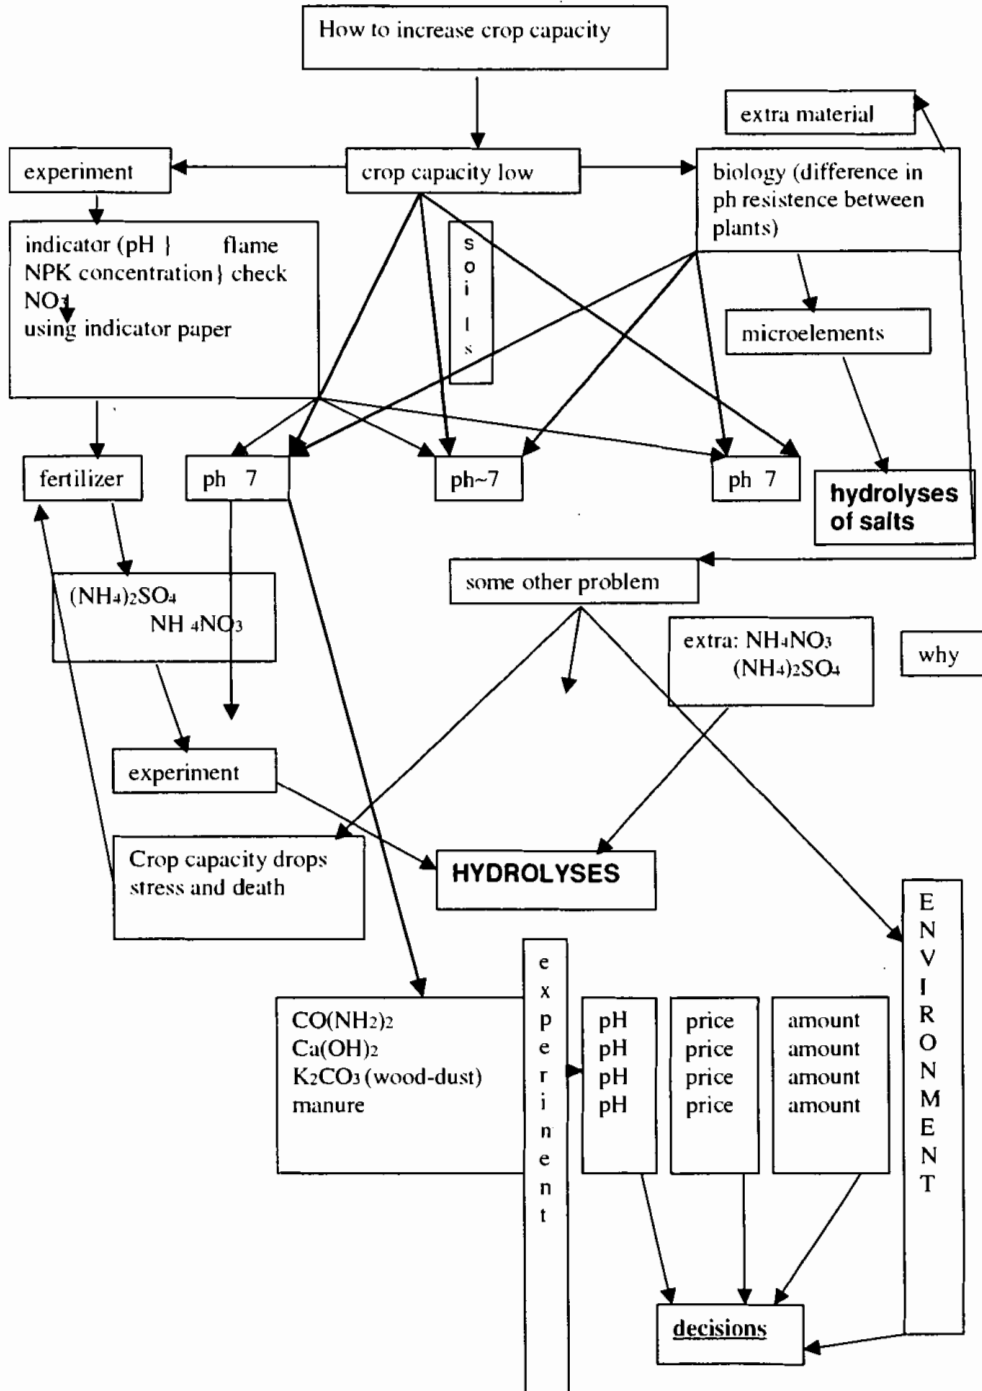 How to increase crop capacity
extra material
experiment
crop capacity low
biology (difference in
ph resistence between
plants)
indicator (pH } flame
NPK concentration} check
NO3
using indicator paper
soils
microelements
fertilizer
ph 7
ph~7
ph 7
hydrolyses
of salts
(NH4)2SO4
NH 4NO3
some other problem
extra: NH4NO3
(NH4)2SO4
why
experiment
Crop capacity drops
stress and death
HYDROLYSES
ENVIRONMENT
experinent
CO(NH2)2
Ca(OH)2
K2CO3 (wood-dust)
manure
pH price amount
pH price amount
pH price amount
pH price amount
decisions